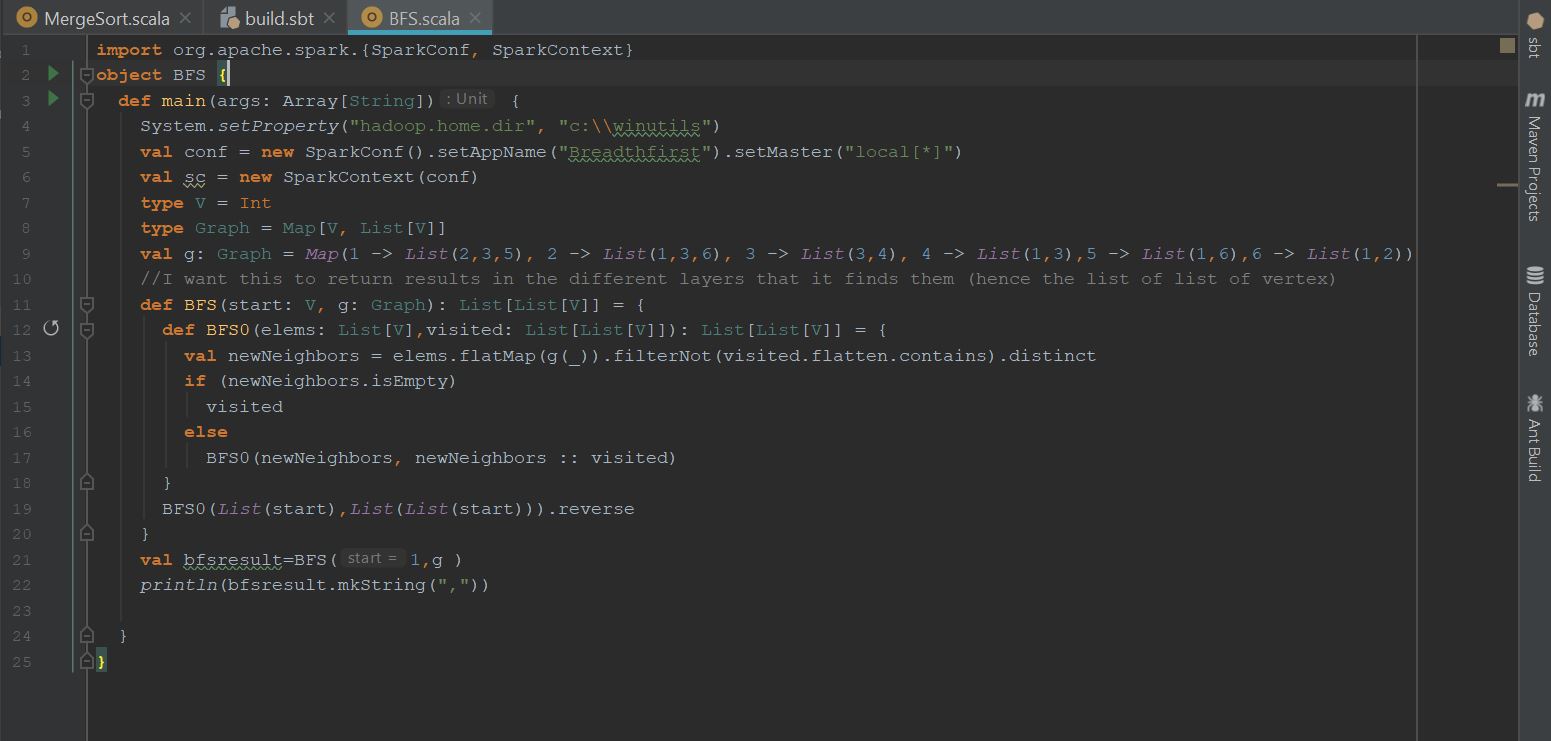 MergeSort.scala build.sbt BFS.scala
1 import org.apache.spark.{SparkConf, SparkContext}
2 object BFS {
3 def main(args: Array[String]) : Unit {
4 System.setProperty("hadoop.home.dir", "c:\\winutils")
5 val conf = new SparkConf().setAppName("Breadthfirst").setMaster("local[*]")
6 val sc = new SparkContext(conf)
7 type V = Int
8 type Graph = Map[V, List[V]]
9 val g: Graph = Map(1 -> List(2,3,5), 2 -> List(1,3,6), 3 -> List(3,4), 4 -> List(1,3),5 -> List(1,6),6 -> List(1,2))
10 //I want this to return results in the different layers that it finds them (hence the list of list of vertex)
11 def BFS(start: V, g: Graph): List[List[V]] = {
12 def BFS0(elems: List[V],visited: List[List[V]]): List[List[V]] = {
13 val newNeighbors = elems.flatMap(g(_)).filterNot(visited.flatten.contains).distinct
14 if (newNeighbors.isEmpty)
15 visited
16 else
17 BFS0(newNeighbors, newNeighbors :: visited)
18 }
19 BFS0(List(start),List(List(start))).reverse
20 }
21 val bfsresult=BFS( start = 1,g )
22 println(bfsresult.mkString(","))
23
24 }
25 }
sbt
m Maven Projects
Database
Ant Build